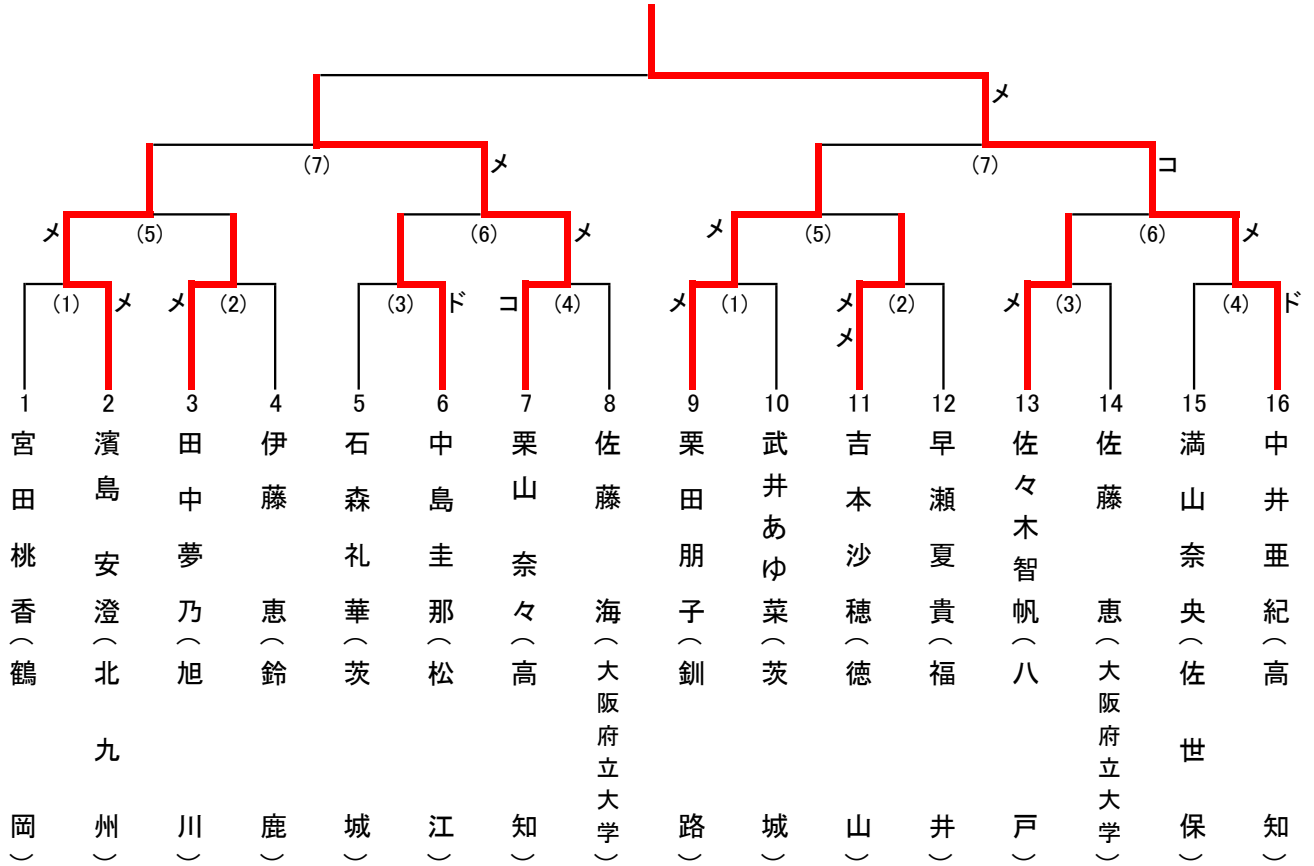 メ
(7)
メ
(7)
コ
メ
(5)
(6)
メ
メ
(5)
(6)
メ
(1)
メ
メ
(2)
(3)
ド
コ
(4)
メ
(1)
メ
メ
(2)
メ
(3)
(4)
ド
1
2
3
4
5
6
7
8
9
10
11
12
13
14
15
16
宮田桃香(鶴岡)
濱島安澄(北九州)
田中夢乃(旭川)
伊藤恵(鈴鹿)
石森礼華(茨城)
中島圭那(松江)
栗山奈々(高知)
佐藤海(大阪府立大学)
栗田朋子(釧路)
武井あゆ菜(茨城)
吉本沙穂(徳山)
早瀬夏貴(福井)
佐々木智帆(八戸)
佐藤恵(大阪府立大学)
満山奈央(佐世保)
中井亜紀(高知)